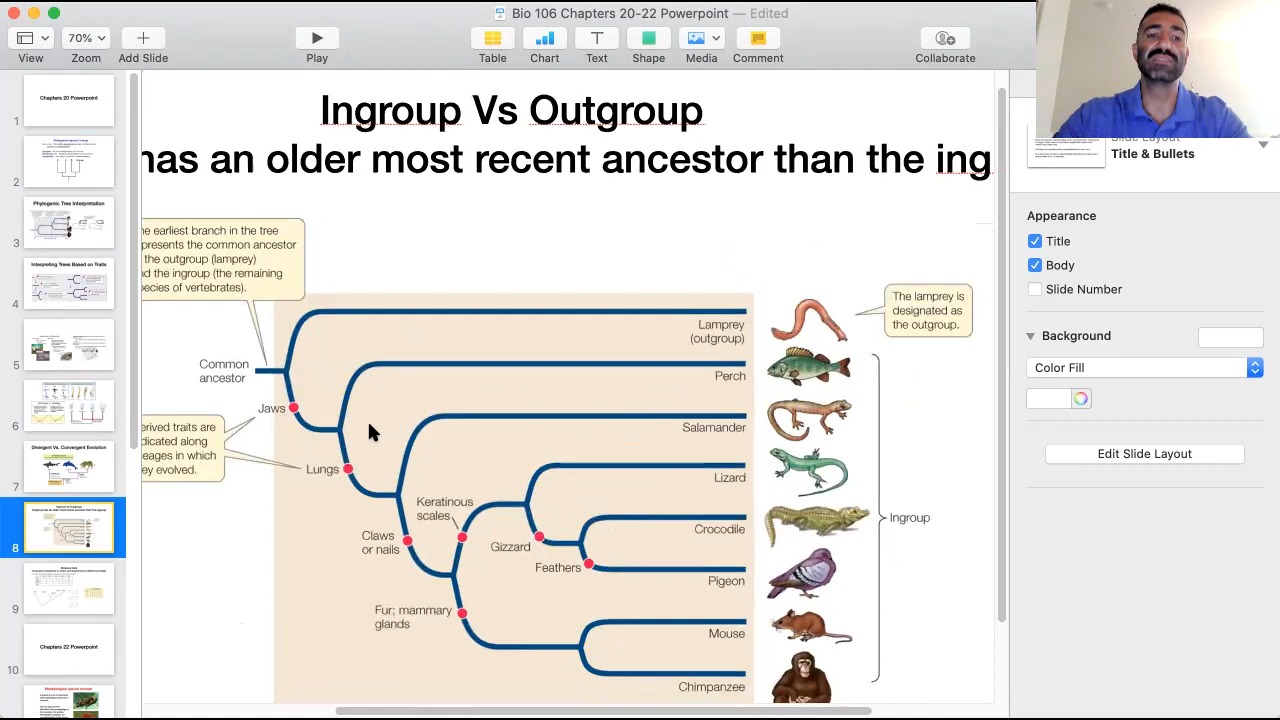 Bio 106 Chapters 20-22 Powerpoint — Edited
70%
View
Zoom
Add Slide
Play
Table
Chart
Text
Shape
Media
Comment
Collaborate
Chapters 20 Powerpoint
1
2
Phylogenic Tree Interpretation
3
Interpreting Trees Based on Traits
4
5
6
Divergent Vs. Convergent Evolution
7
8
9
Chapters 22 Powerpoint
10
Ingroup Vs Outgroup
has an older most recent ancestor than the ing
he earliest branch in the tree
presents the common ancestor
the outgroup (lamprey)
nd the ingroup (the remaining
pecies of vertebrates).
The lamprey is
designated as
the outgroup.
Lamprey
(outgroup)
Common
ancestor
Perch
Jaws
erived traits are
dicated along
eages in which
ey evolved.
Salamander
Lungs
Lizard
Keratinous
scales
Ingroup
Crocodile
Claws
or nails
Gizzard
Feathers
Pigeon
Fur; mammary
glands
Mouse
Chimpanzee
Slide Layout
Title & Bullets
Appearance
Title
Body
Slide Number
Background
Color Fill
Edit Slide Layout